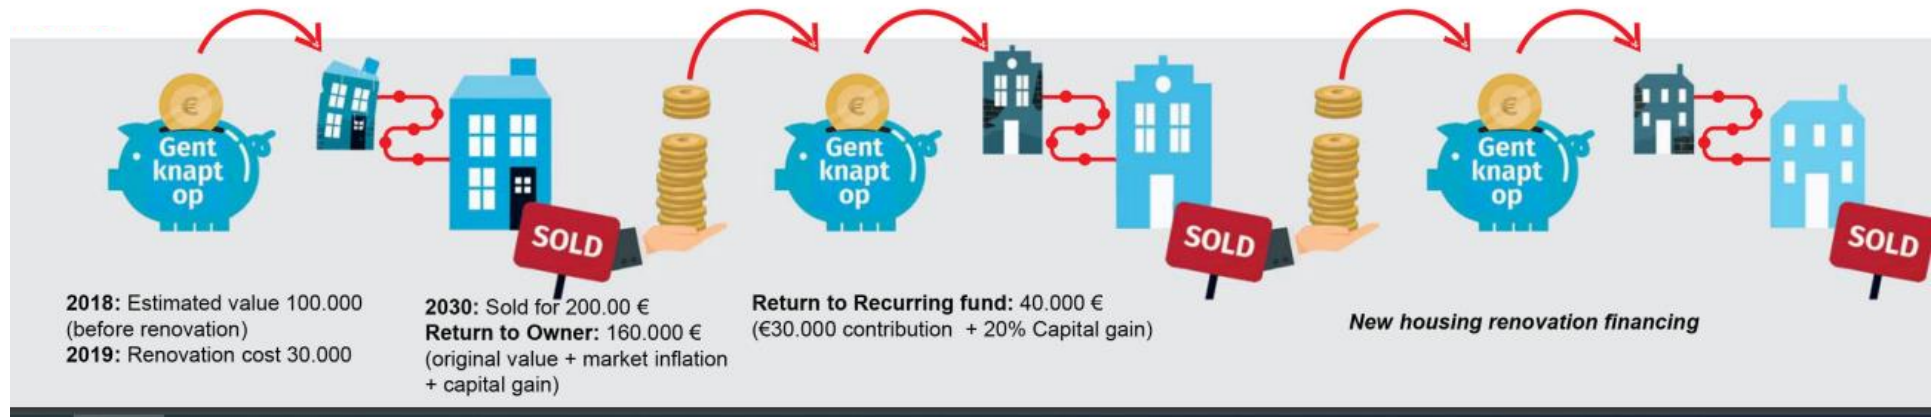 €
Gent
knapt
op
SOLD
€
Gent
knapt
op
SOLD
€
Gent
knapt
op
SOLD
2018: Estimated value 100.000
(before renovation)
2019: Renovation cost 30.000
2030: Sold for 200.00 €
Return to Owner: 160.000 €
(original value + market inflation
+ capital gain)
Return to Recurring fund: 40.000 €
(€30.000 contribution + 20% Capital gain)
New housing renovation financing